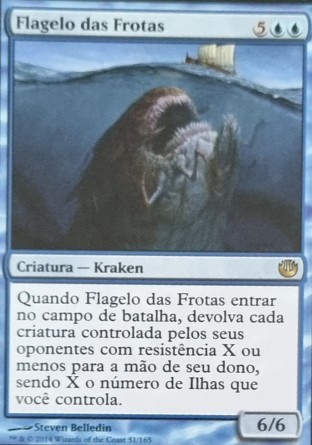 Flagelo das Frotas 5
Criatura — Kraken
Quando Flagelo das Frotas entrar
no campo de batalha, devolva cada
criatura controlada pelos seus
oponentes com resistência X ou
menos para a mão de seu dono,
sendo X o número de Ilhas que
você controla.
6/6
Steven Belledin
™ & © 2014 Wizards of the Coast 51/165